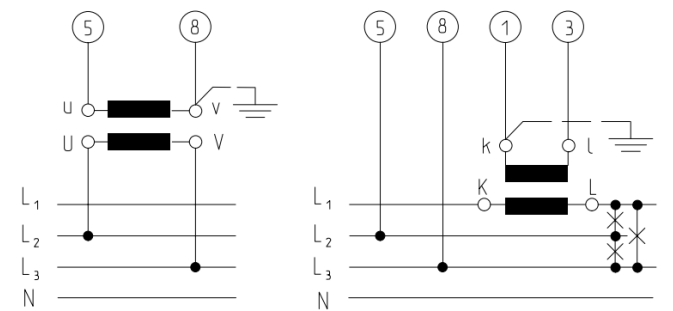 5 8 5 8 1 3
u v k l
U V K L
L1 L1
L2 L2
L3 L3
N N